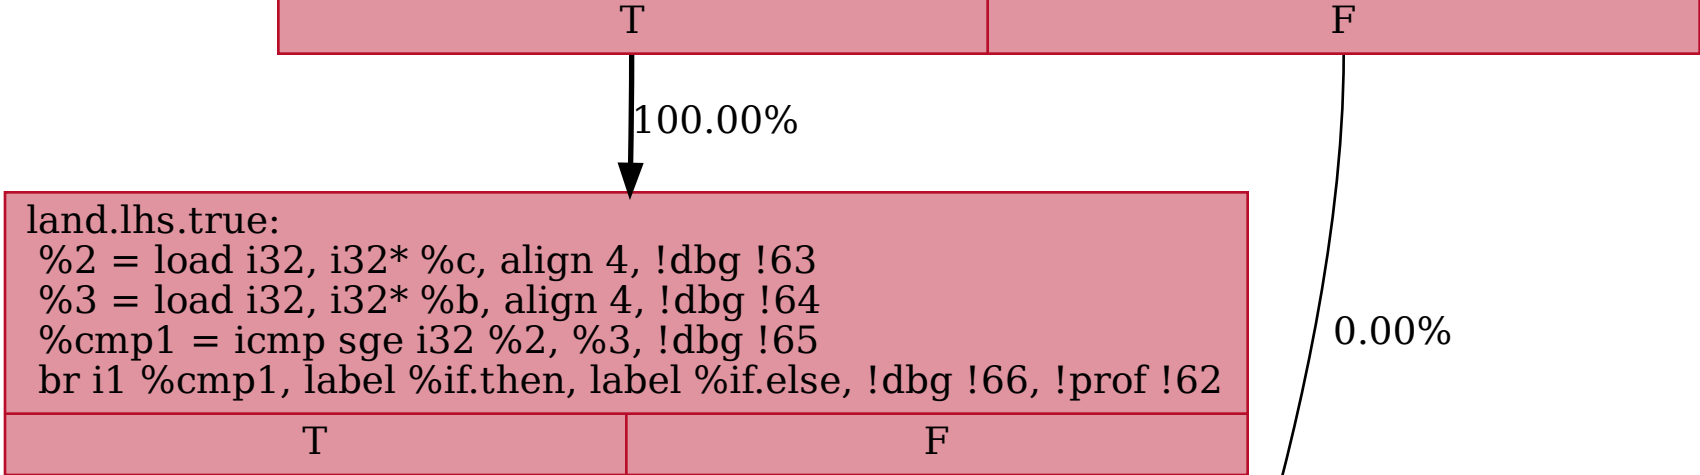 T
F
100.00%
land.lhs.true:
%2 = load i32, i32* %c, align 4, !dbg !63
%3 = load i32, i32* %b, align 4, !dbg !64
%cmp1 = icmp sge i32 %2, %3, !dbg !65
br i1 %cmp1, label %if.then, label %if.else, !dbg !66, !prof !62
0.00%
T
F